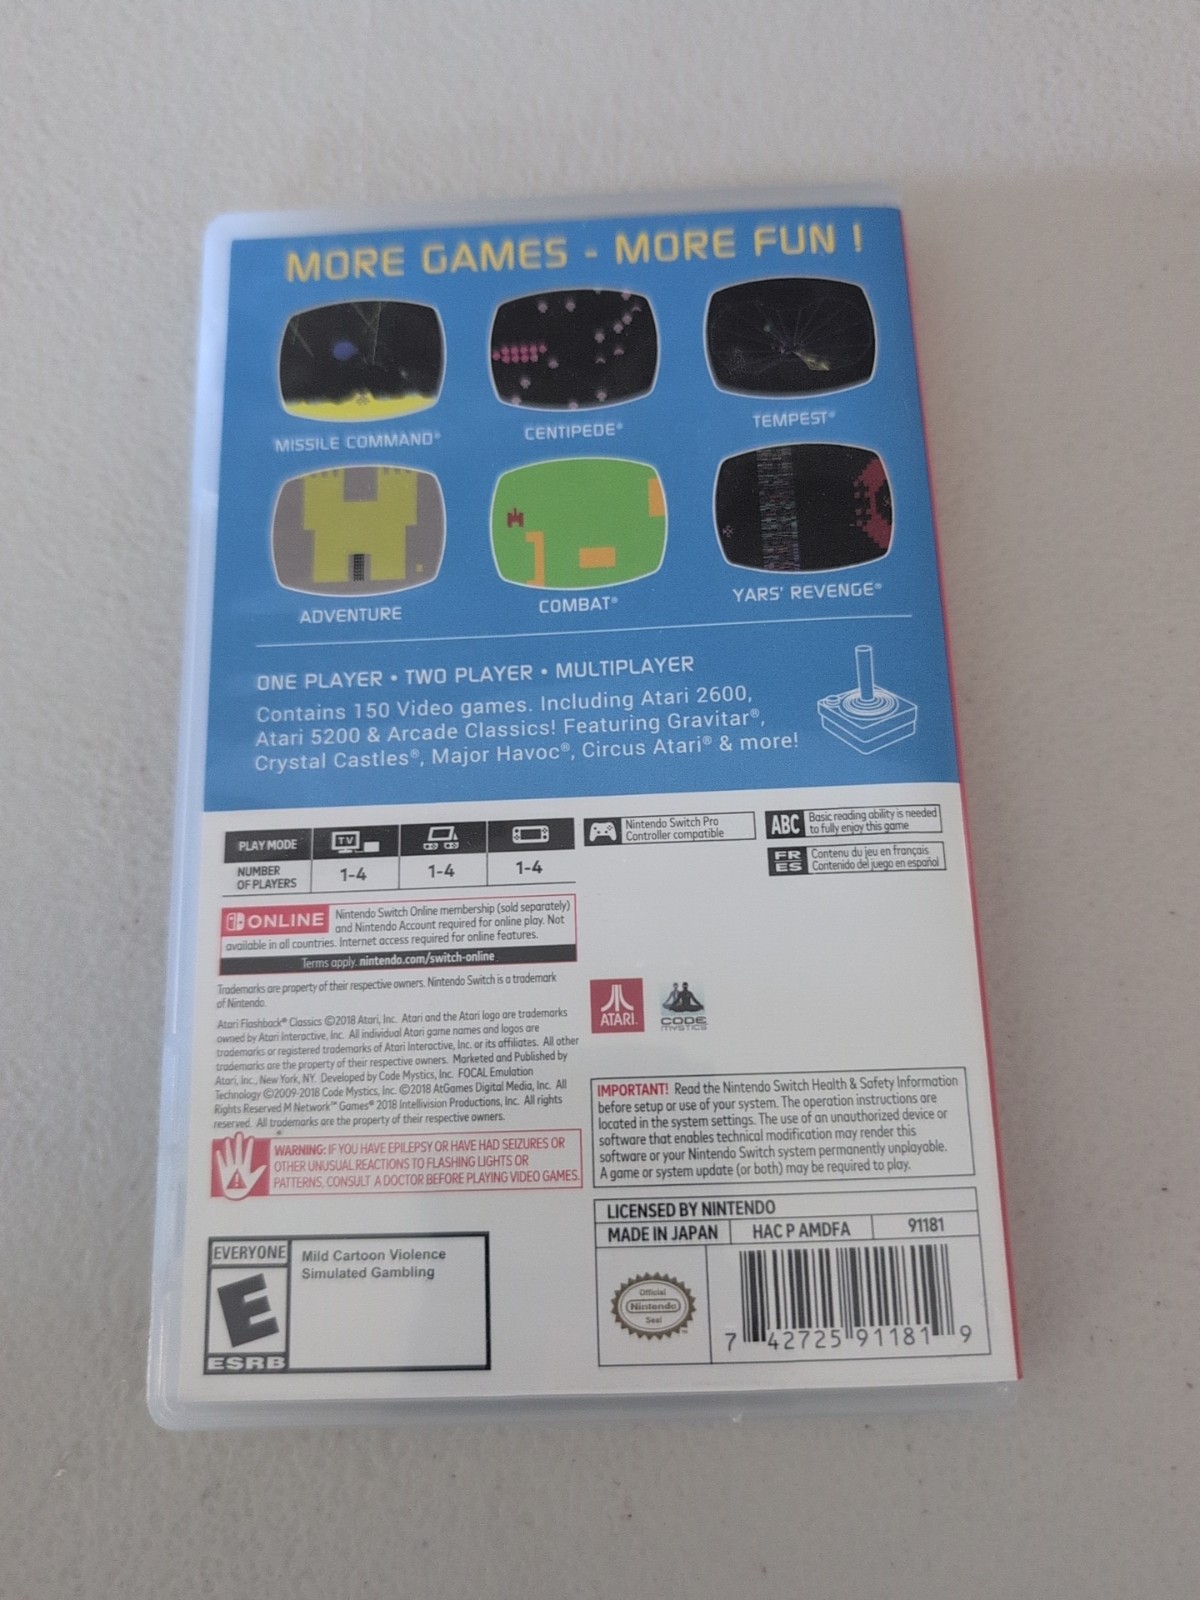 MORE GAMES - MORE FUN !
MISSILE COMMAND®
CENTIPEDE®
TEMPEST®
ADVENTURE
COMBAT®
YARS' REVENGE®
ONE PLAYER • TWO PLAYER • MULTIPLAYER
Contains 150 Video games. Including Atari 2600,
Atari 5200 & Arcade Classics! Featuring Gravitar®,
Crystal Castles®, Major Havoc®, Circus Atari® & more!
PLAY MODE
TV
NUMBER
OF PLAYERS
1-4
1-4
1-4
Nintendo Switch Pro
Controller compatible
ABC
Basic reading ability is needed
to fully enjoy this game
FR
ES
Contenu du jeu en français
Contenido del juego en español
ONLINE
Nintendo Switch Online membership (sold separately)
and Nintendo Account required for online play. Not
available in all countries. Internet access required for online features.
Terms apply. nintendo.com/switch-online
Trademarks are property of their respective owners. Nintendo Switch is a trademark
of Nintendo.
Atari Flashback® Classics ©2018 Atari, Inc. Atari and the Atari logo are trademarks
owned by Atari Interactive, Inc. All individual Atari game names and logos are
trademarks or registered trademarks of Atari Interactive, Inc. or its affiliates. All other
trademarks are the property of their respective owners. Marketed and Published by
Atari, Inc., New York, NY. Developed by Code Mystics, Inc. FOCAL Emulation
Technology ©2009-2018 Code Mystics, Inc. ©2018 AtGames Digital Media, Inc. All
Rights Reserved M Network™ Games® 2018 Intellivision Productions, Inc. All rights
reserved. All trademarks are the property of their respective owners.
ATARI
CODE
MYSTICS
WARNING: IF YOU HAVE EPILEPSY OR HAVE HAD SEIZURES OR
OTHER UNUSUAL REACTIONS TO FLASHING LIGHTS OR
PATTERNS, CONSULT A DOCTOR BEFORE PLAYING VIDEO GAMES.
IMPORTANT! Read the Nintendo Switch Health & Safety Information
before setup or use of your system. The operation instructions are
located in the system settings. The use of an unauthorized device or
software that enables technical modification may render this
software or your Nintendo Switch system permanently unplayable.
A game or system update (or both) may be required to play.
EVERYONE
E
ESRB
Mild Cartoon Violence
Simulated Gambling
LICENSED BY NINTENDO
MADE IN JAPAN
HAC P AMDFA
91181
Official
Nintendo
Seal
7 42725 91181 9